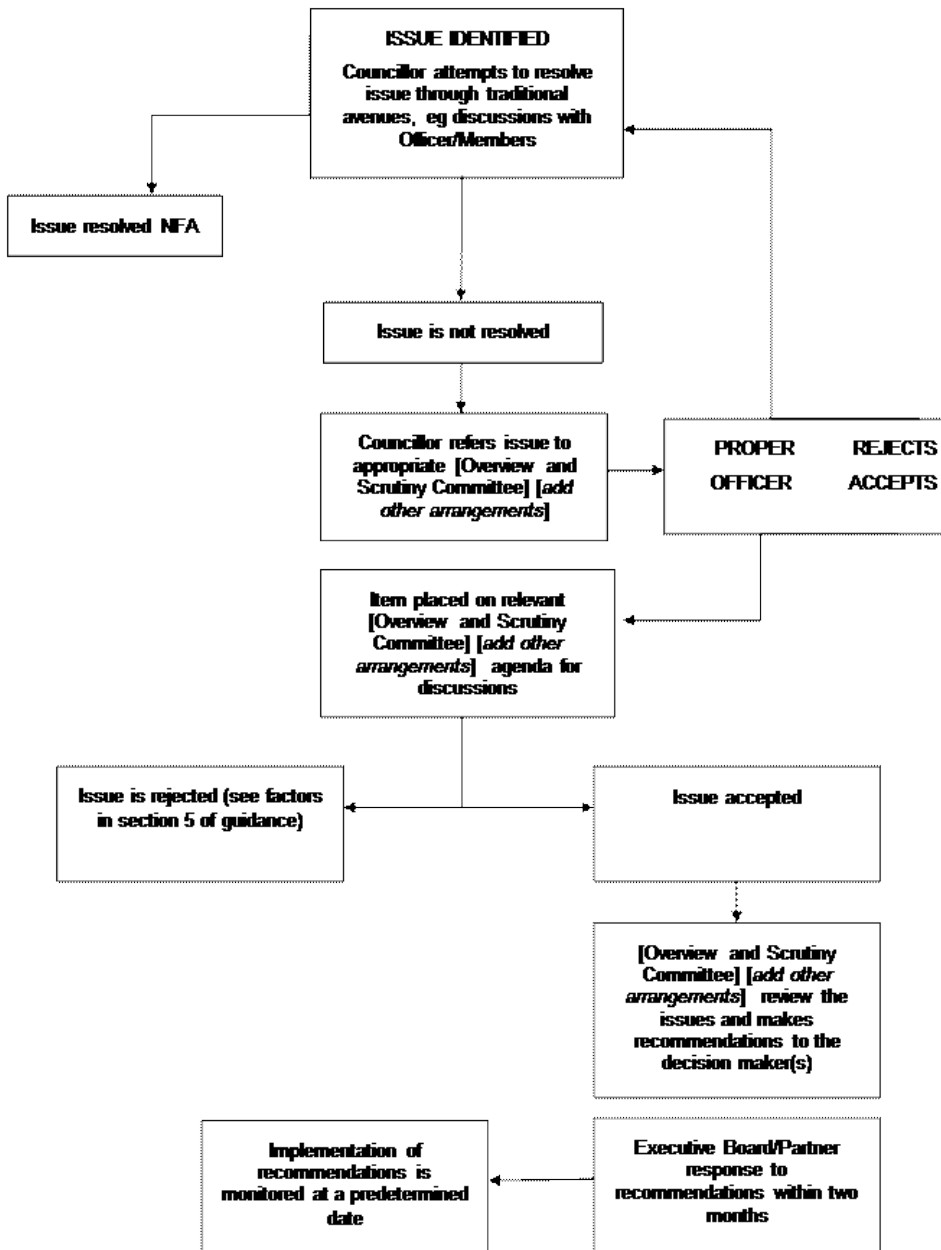 ISSUE IDENTIFIED
Councillor attempts to resolve
issue through traditional
avenues, eg discussions with
Officer/Members
Issue resolved NFA
Issue is not resolved
Councillor refers issue to
appropriate [Overview and
Scrutiny Committee] [add
other arrangements]
PROPER REJECTS
OFFICER ACCEPTS
Item placed on relevant
[Overview and Scrutiny
Committee] [add other
arrangements] agenda for
discussions
Issue is rejected (see factors
in section 5 of guidance)
Issue accepted
[Overview and Scrutiny
Committee] [add other
arrangements] review the
issues and makes
recommendations to the
decision maker(s)
Implementation of
recommendations is
monitored at a predetermined
date
Executive Board/Partner
response to
recommendations within two
months